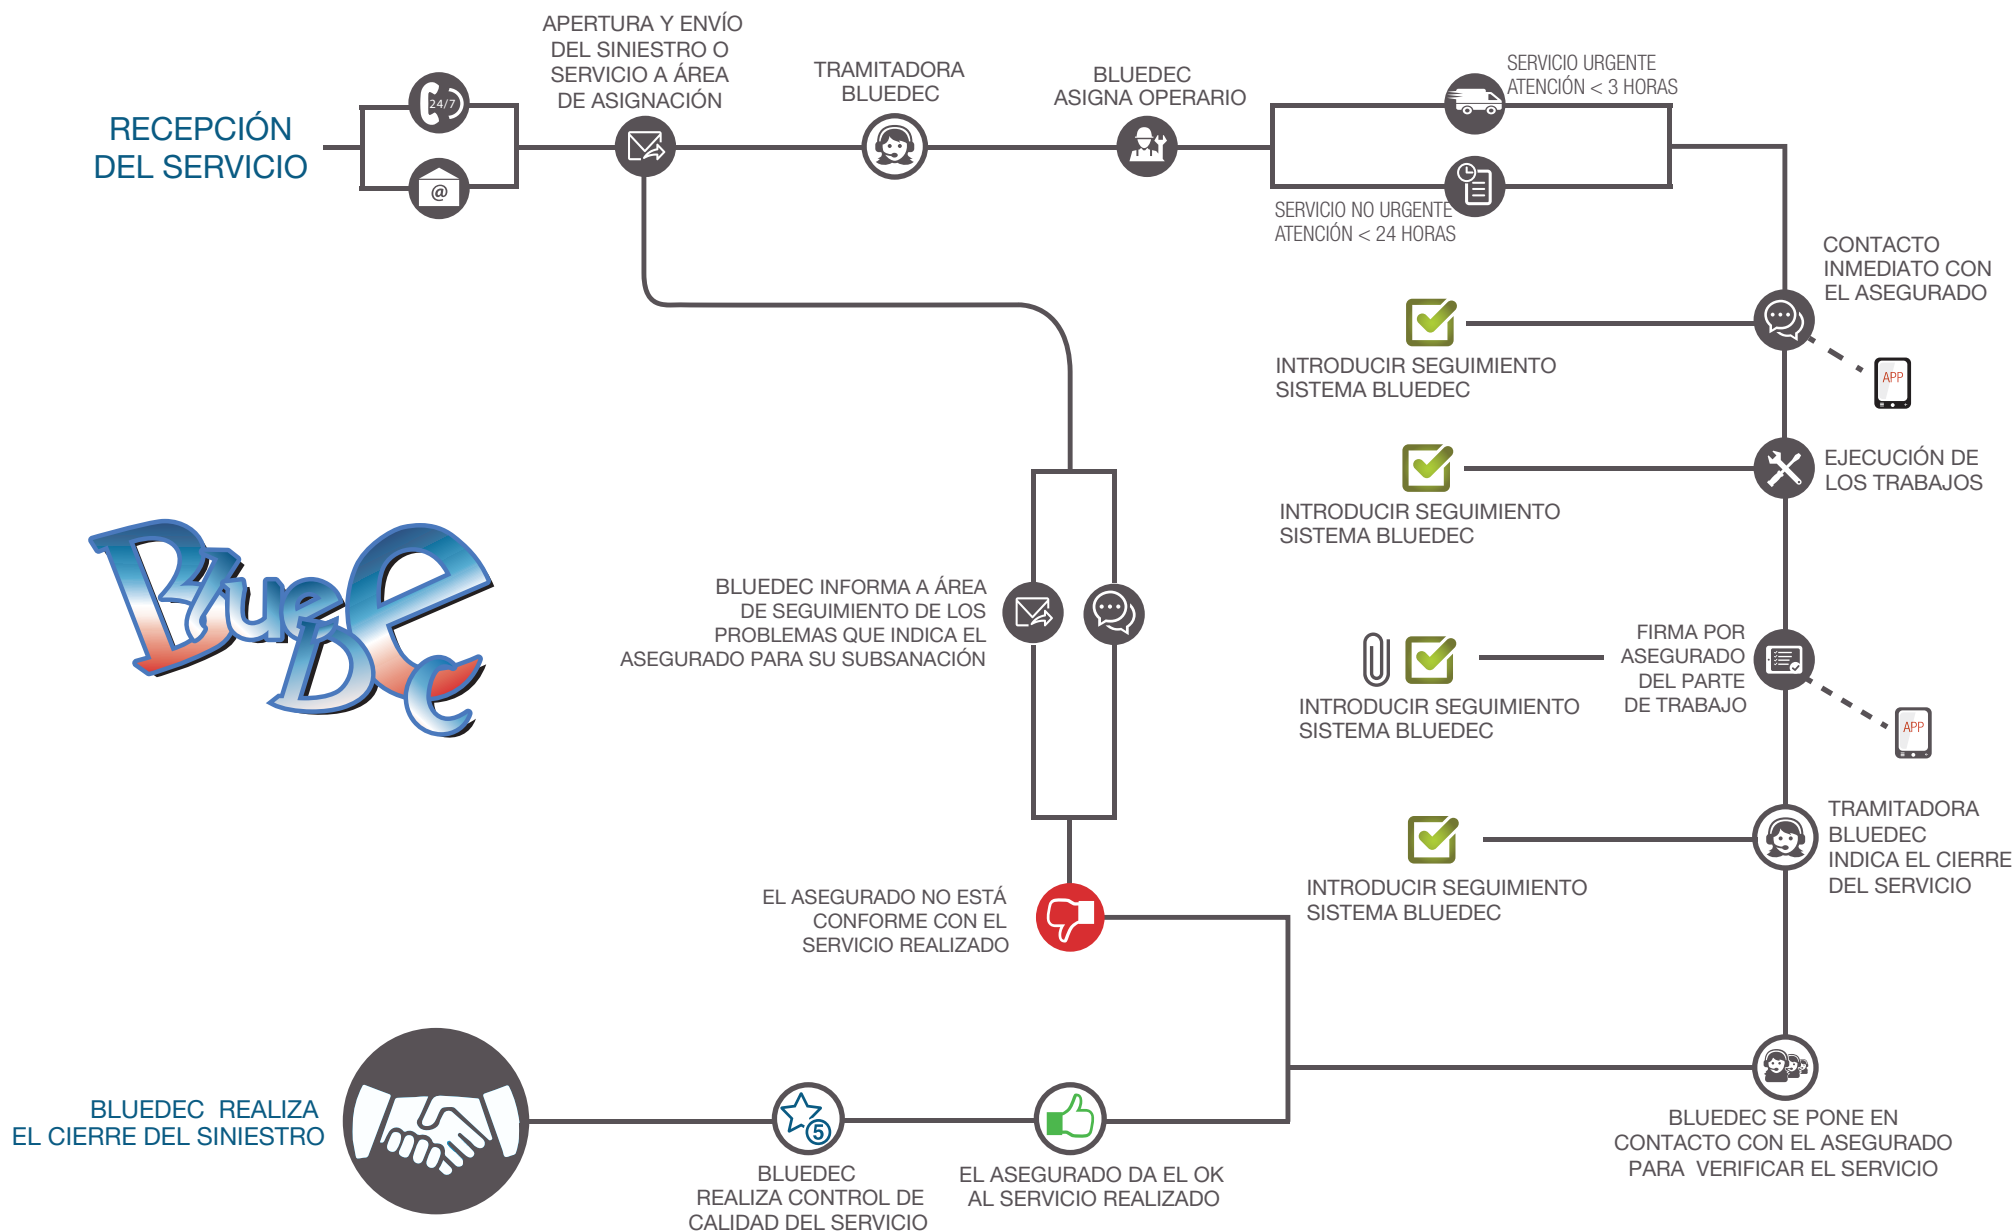 RECEPCIÓN
DEL SERVICIO
24/7
@
APERTURA Y ENVÍO
DEL SINIESTRO O
SERVICIO A ÁREA
DE ASIGNACIÓN
TRAMITADORA
BLUEDEC
BLUEDEC
ASIGNA OPERARIO
SERVICIO URGENTE
ATENCIÓN < 3 HORAS
SERVICIO NO URGENTE
ATENCIÓN < 24 HORAS
CONTACTO
INMEDIATO CON
EL ASEGURADO
APP
INTRODUCIR SEGUIMIENTO
SISTEMA BLUEDEC
EJECUCIÓN DE
LOS TRABAJOS
INTRODUCIR SEGUIMIENTO
SISTEMA BLUEDEC
FIRMA POR
ASEGURADO
DEL PARTE
DE TRABAJO
APP
INTRODUCIR SEGUIMIENTO
SISTEMA BLUEDEC
TRAMITADORA
BLUEDEC
INDICA EL CIERRE
DEL SERVICIO
INTRODUCIR SEGUIMIENTO
SISTEMA BLUEDEC
BLUEDEC SE PONE EN
CONTACTO CON EL ASEGURADO
PARA VERIFICAR EL SERVICIO
BlueDec
BLUEDEC INFORMA A ÁREA
DE SEGUIMIENTO DE LOS
PROBLEMAS QUE INDICA EL
ASEGURADO PARA SU SUBSANACIÓN
EL ASEGURADO NO ESTÁ
CONFORME CON EL
SERVICIO REALIZADO
EL ASEGURADO DA EL OK
AL SERVICIO REALIZADO
5
BLUEDEC
REALIZA CONTROL DE
CALIDAD DEL SERVICIO
BLUEDEC REALIZA
EL CIERRE DEL SINIESTRO